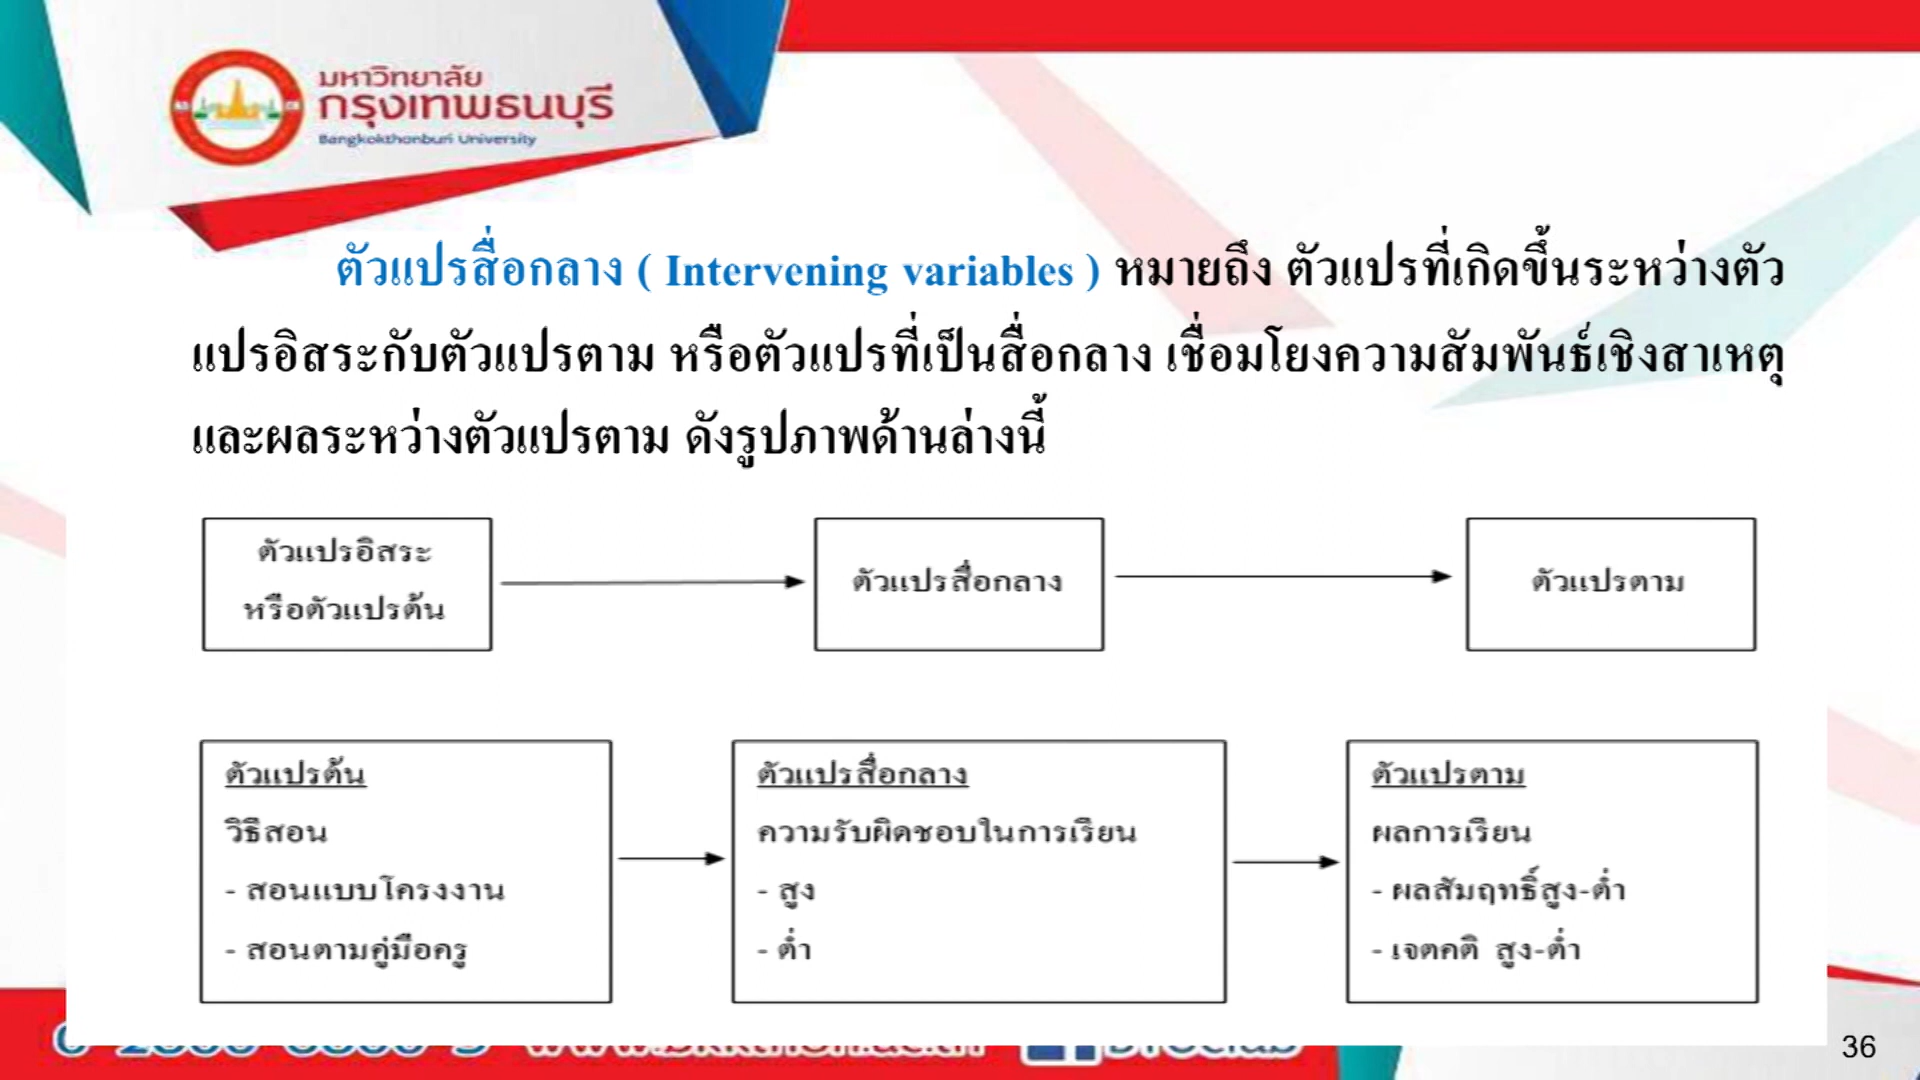 มหาวิทยาลัย
กรุงเทพธนบุรี
Bangkokthonburi University
ตัวแปรสื่อกลาง ( Intervening variables ) หมายถึง ตัวแปรที่เกิดขึ้นระหว่างตัว
แปรอิสระกับตัวแปรตาม หรือตัวแปรที่เป็นสื่อกลาง เชื่อมโยงความสัมพันธ์เชิงสาเหตุ
และผลระหว่างตัวแปรตาม ดังรูปภาพด้านล่างนี้
ตัวแปรอิสระ
หรือตัวแปรต้น
ตัวแปรสื่อกลาง
ตัวแปรตาม
ตัวแปรต้น
วิธีสอน
- สอนแบบโครงงาน
- สอนตามคู่มือครู
ตัวแปรสื่อกลาง
ความรับผิดชอบในการเรียน
- สูง
- ต่ำ
ตัวแปรตาม
ผลการเรียน
- ผลสัมฤทธิ์สูง-ต่ำ
- เจตคติ สูง-ต่ำ
36